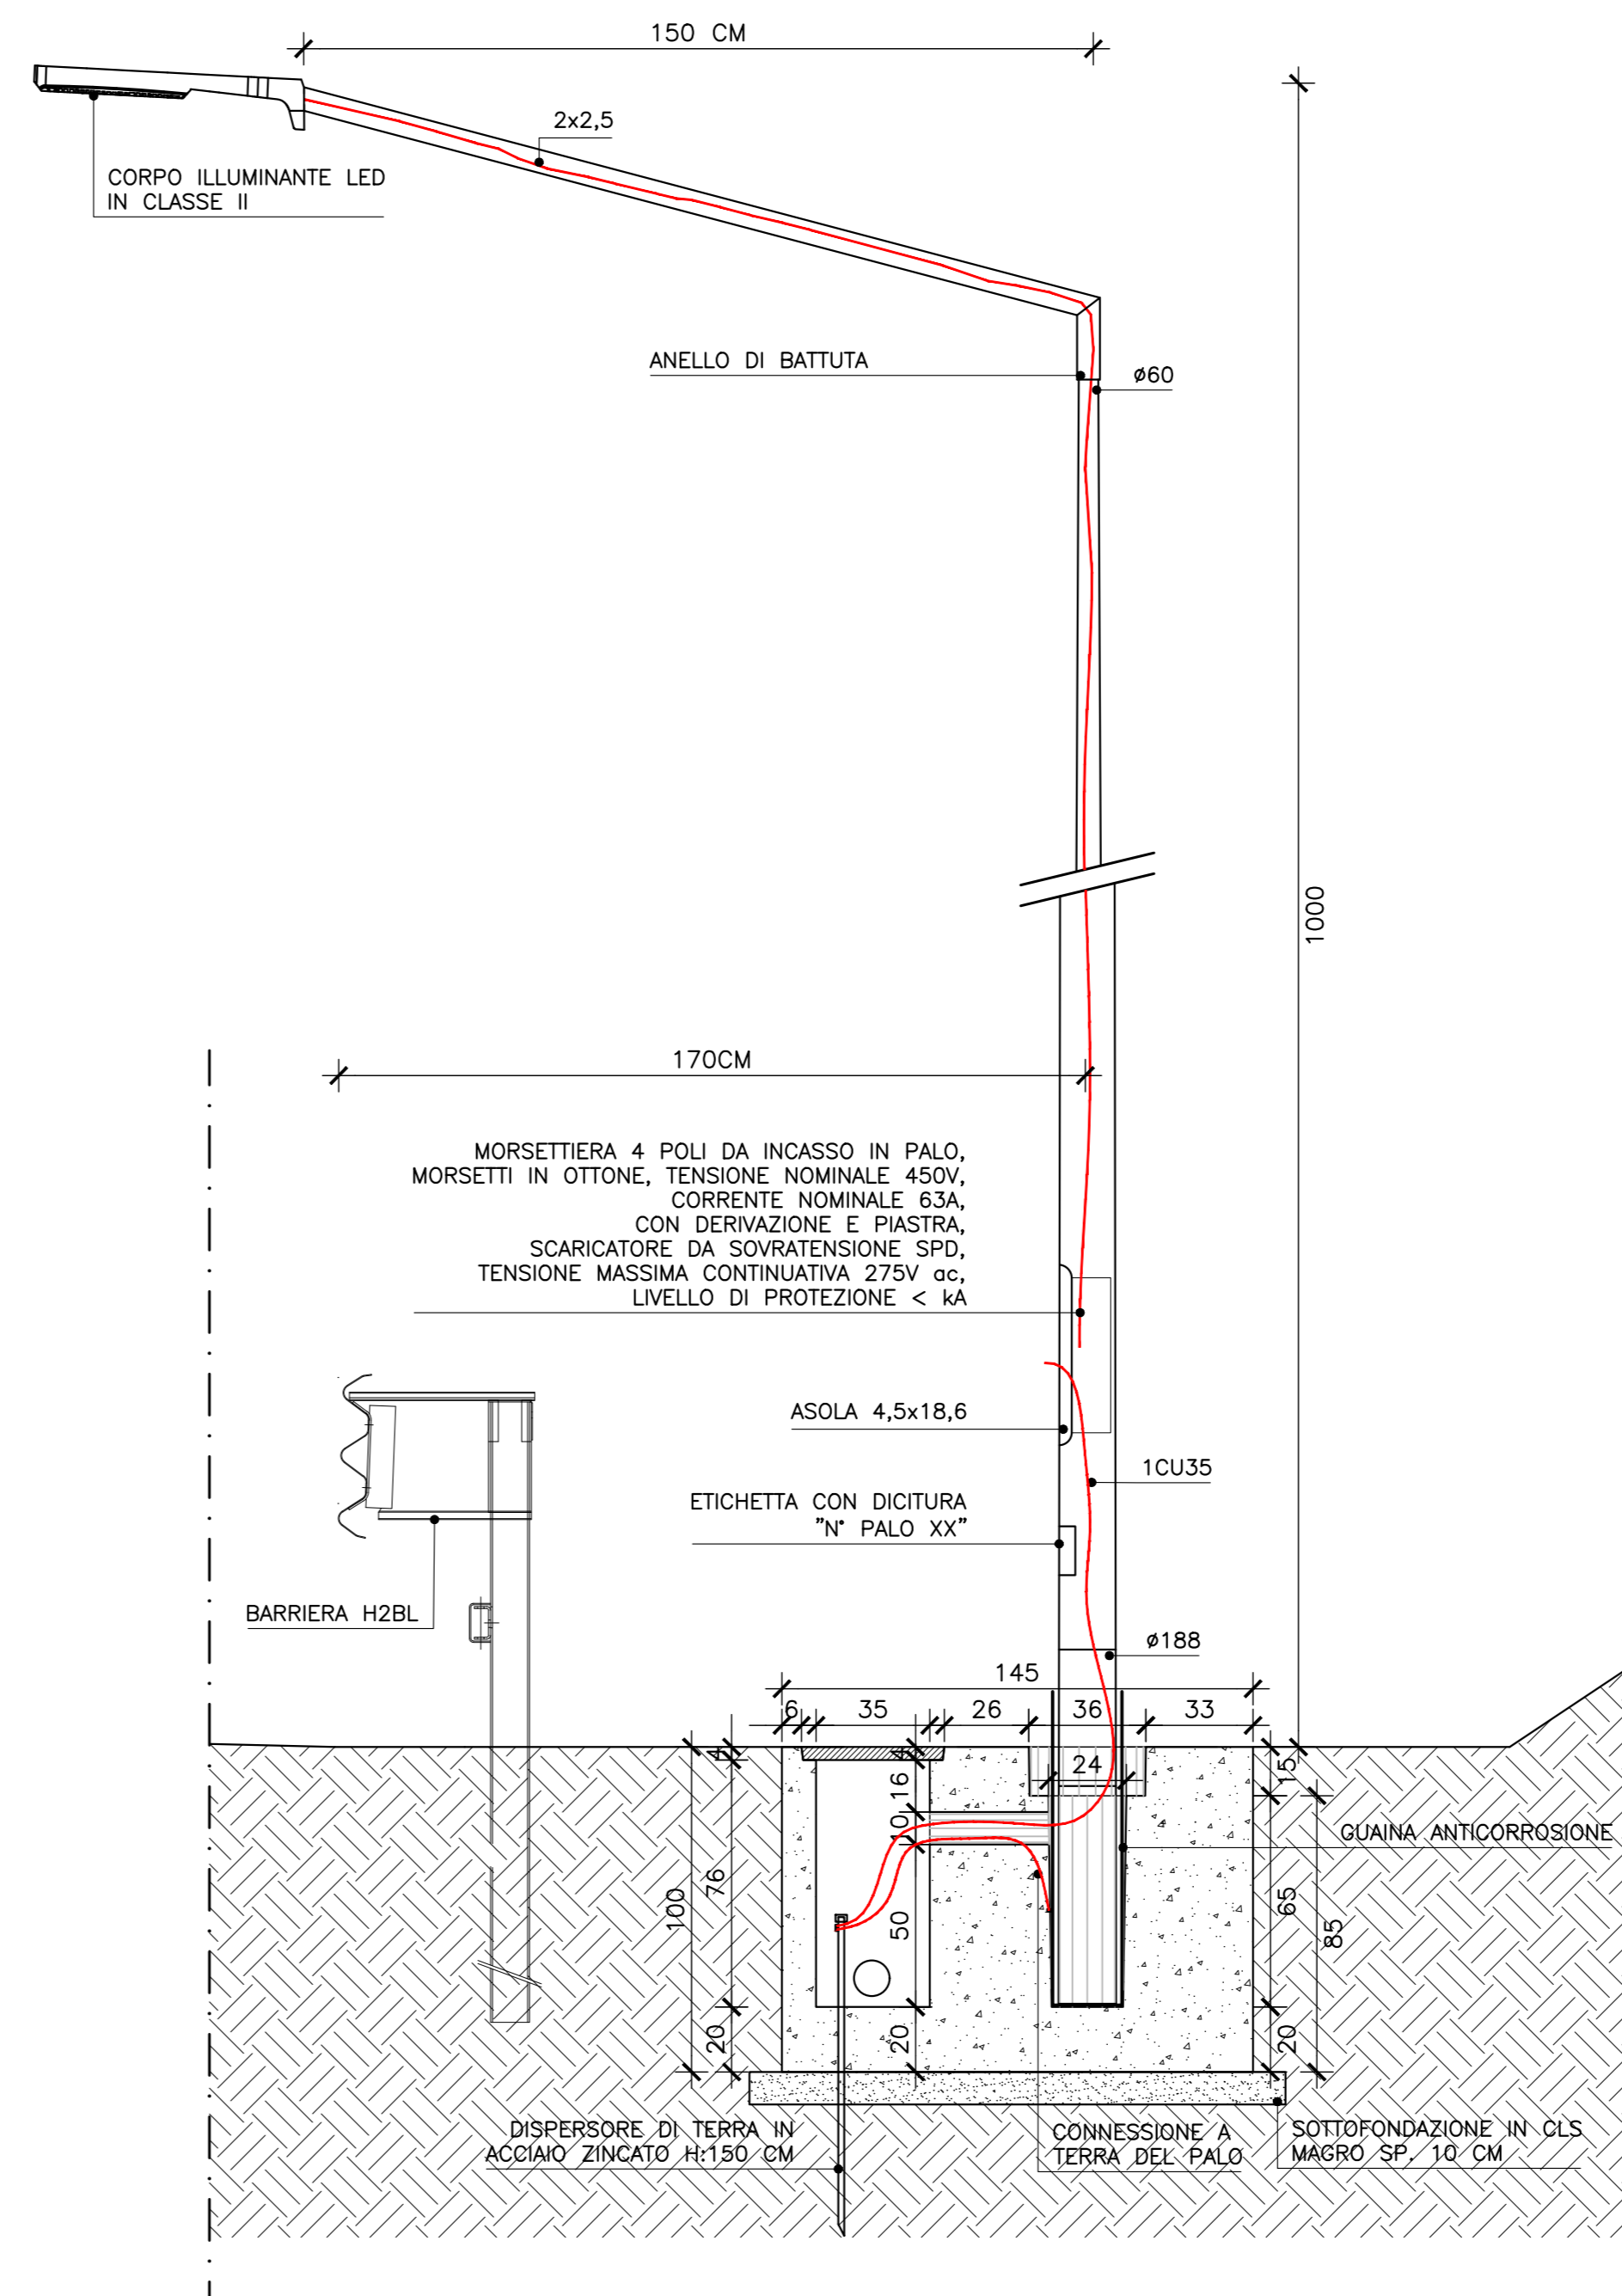 150 CM
2x2,5
CORPO ILLUMINANTE LED
IN CLASSE II
ANELLO DI BATTUTA
ø60
1000
170CM
MORSETTIERA 4 POLI DA INCASSO IN PALO,
MORSETTI IN OTTONE, TENSIONE NOMINALE 450V,
CORRENTE NOMINALE 63A,
CON DERIVAZIONE E PIASTRA,
SCARICATORE DA SOVRATENSIONE SPD,
TENSIONE MASSIMA CONTINUATIVA 275V ac,
LIVELLO DI PROTEZIONE < kA
ASOLA 4,5x18,6
1CU35
ETICHETTA CON DICITURA
"N° PALO XX"
BARRIERA H2BL
ø188
145
6
35
26
36
33
4
4
24
15
16
10
GUAINA ANTICORROSIONE
76
100
50
65
85
20
20
20
DISPERSORE DI TERRA IN
ACCIAIO ZINCATO H:150 CM
CONNESSIONE A
TERRA DEL PALO
SOTTOFONDAZIONE IN CLS
MAGRO SP. 10 CM